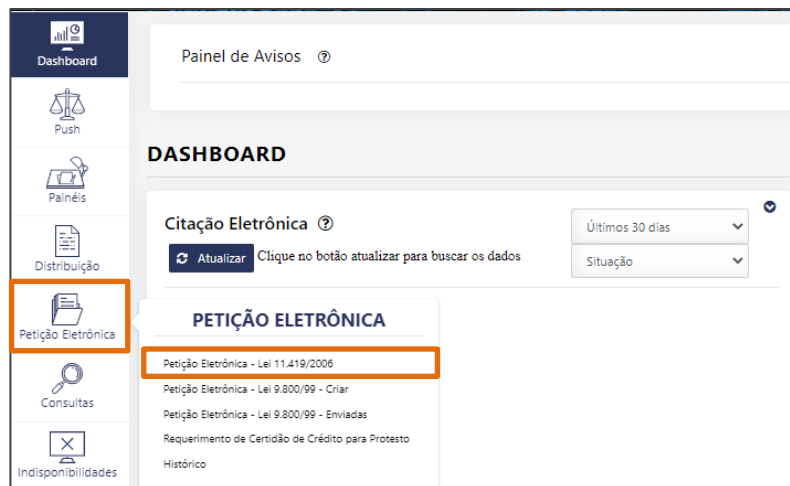 Dashboard
Push
Painéis
Distribuição
Petição Eletrônica
Consultas
Indisponibilidades
Painel de Avisos ?
DASHBOARD
Citação Eletrônica ?
Atualizar Clique no botão atualizar para buscar os dados
Últimos 30 dias
Situação
PETIÇÃO ELETRÔNICA
Petição Eletrônica - Lei 11.419/2006
Petição Eletrônica - Lei 9.800/99 - Criar
Petição Eletrônica - Lei 9.800/99 - Enviadas
Requerimento de Certidão de Crédito para Protesto
Histórico